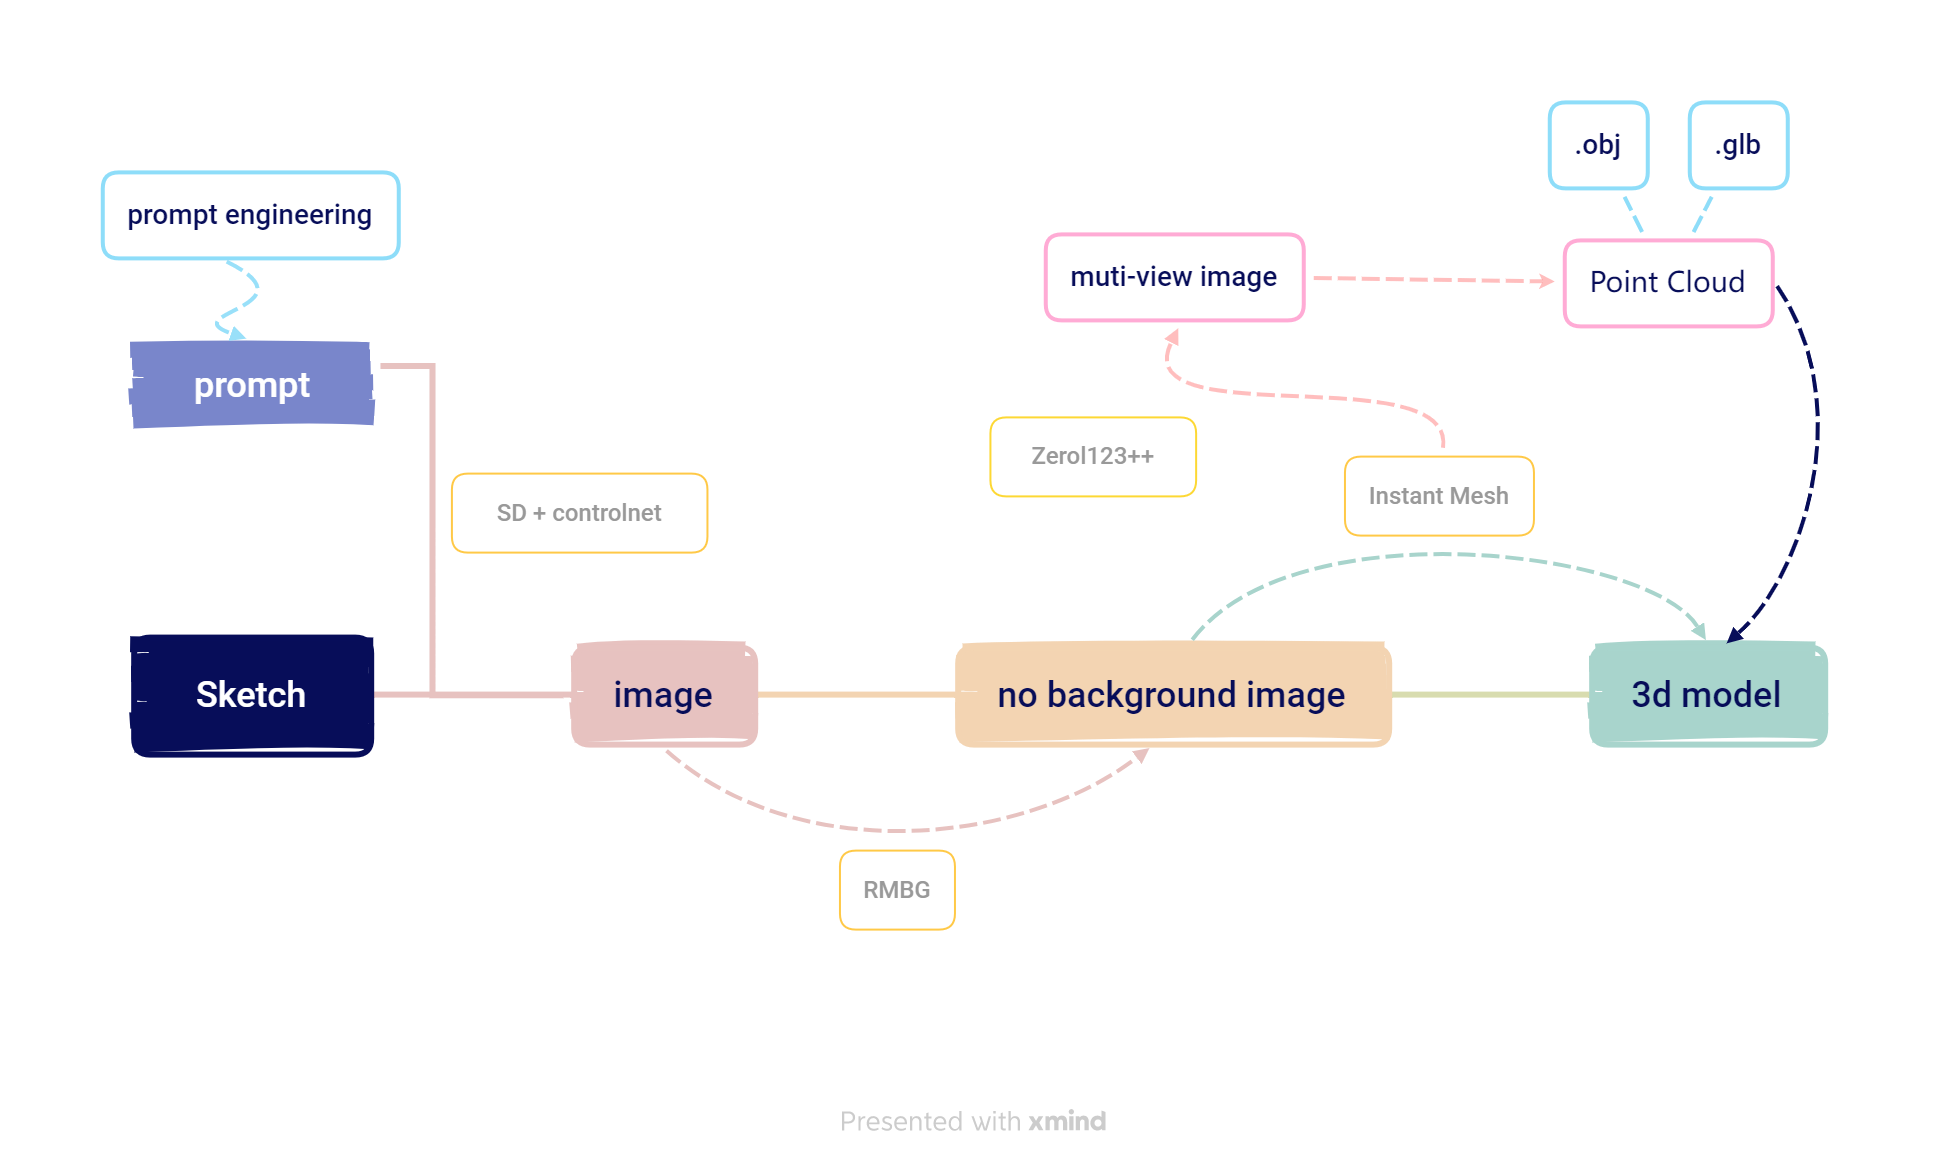 .obj
.glb
prompt engineering
muti-view image
Point Cloud
prompt
Zerol123++
Instant Mesh
SD + controlnet
Sketch
image
no background image
3d model
RMBG
Presented with xmind